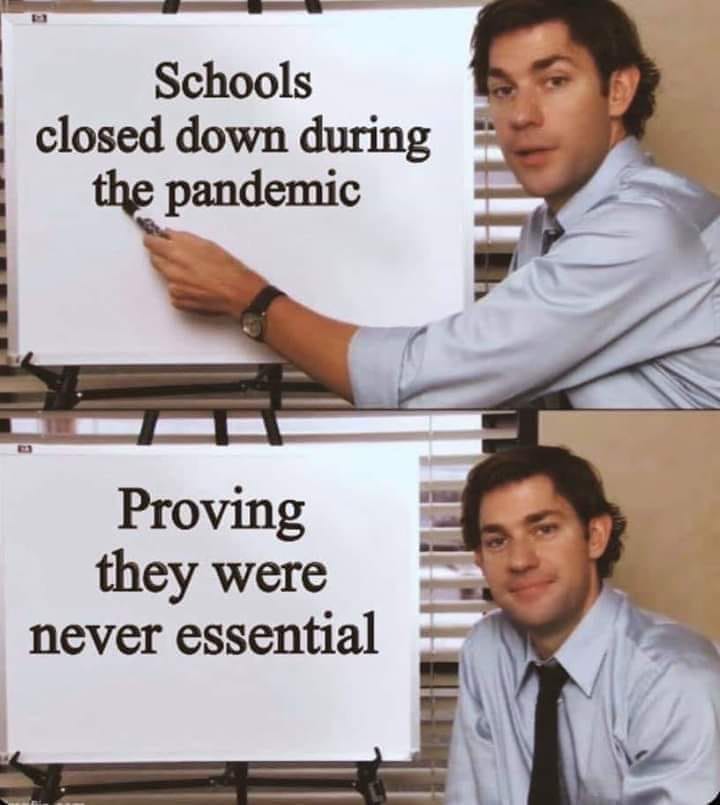 Schools
closed down during
the pandemic
Proving
they were
never essential